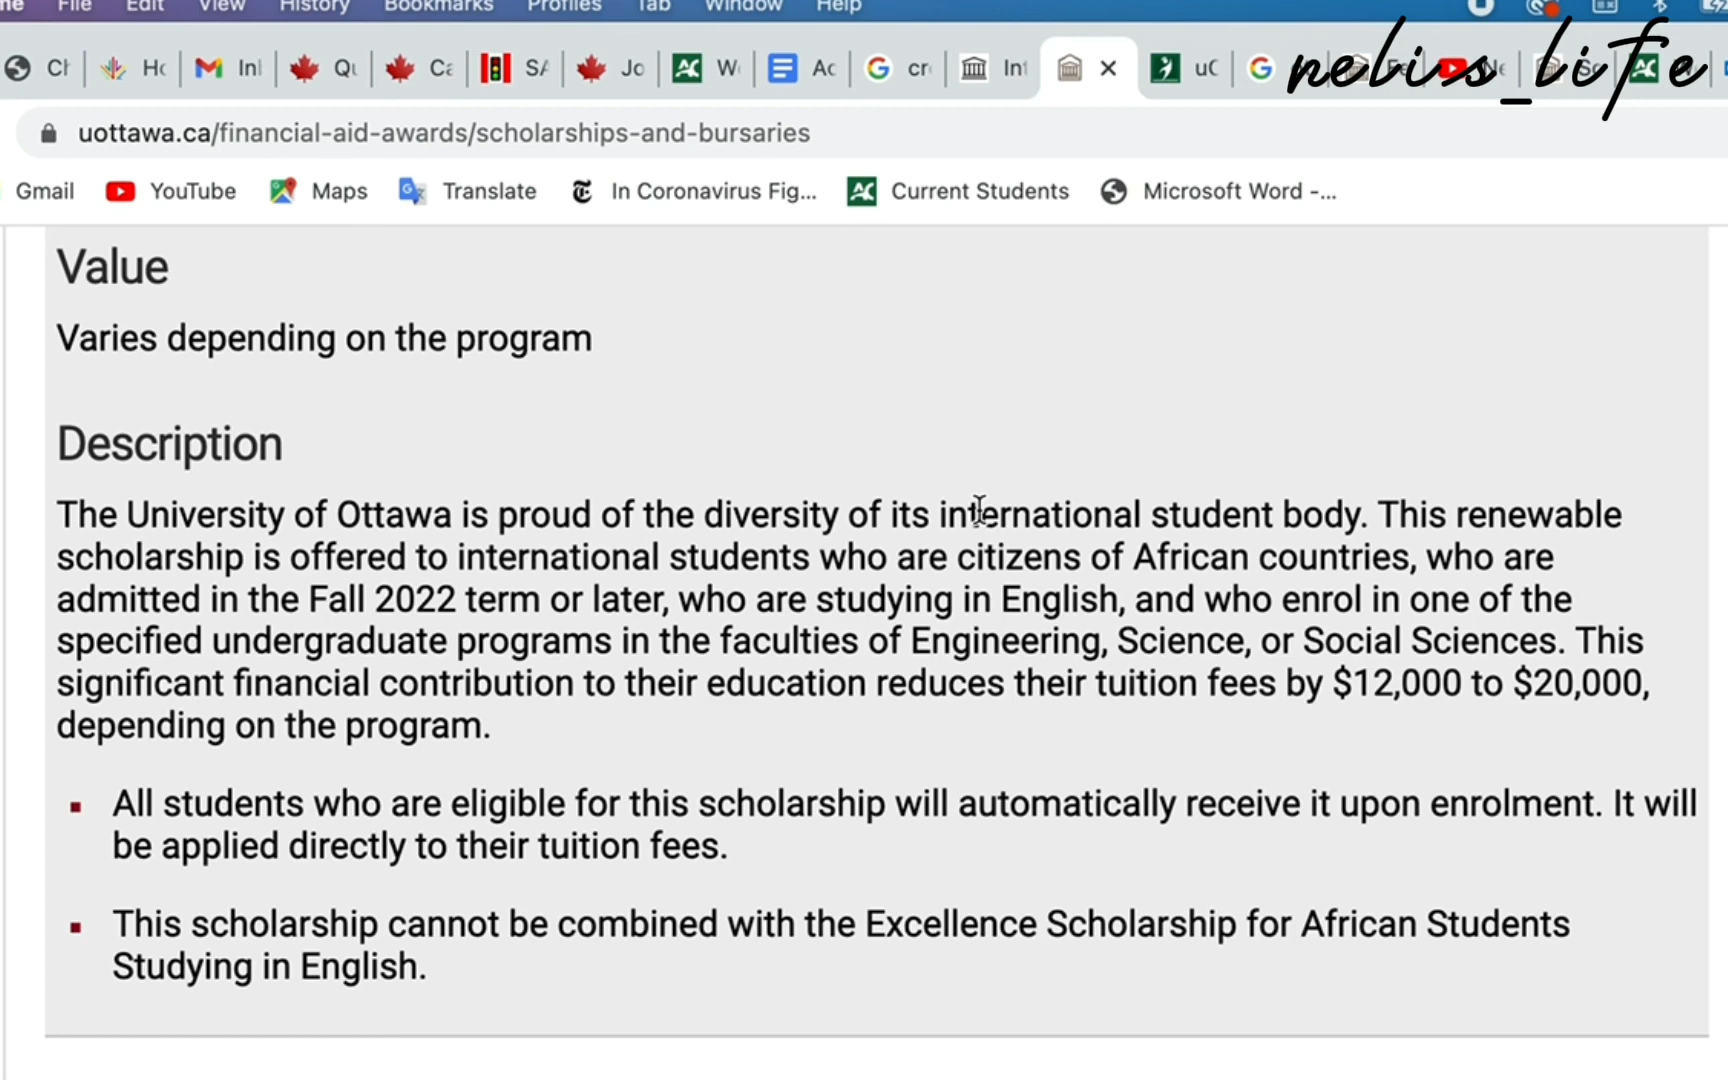 File Edit View History Bookmarks Profiles Tab Window Help
Gmail YouTube Maps Translate In Coronavirus Fig... Current Students Microsoft Word -...
nelis_life
uottawa.ca/financial-aid-awards/scholarships-and-bursaries
Value
Varies depending on the program
Description
The University of Ottawa is proud of the diversity of its international student body. This renewable
scholarship is offered to international students who are citizens of African countries, who are
admitted in the Fall 2022 term or later, who are studying in English, and who enrol in one of the
specified undergraduate programs in the faculties of Engineering, Science, or Social Sciences. This
significant financial contribution to their education reduces their tuition fees by $12,000 to $20,000,
depending on the program.
All students who are eligible for this scholarship will automatically receive it upon enrolment. It will
be applied directly to their tuition fees.
This scholarship cannot be combined with the Excellence Scholarship for African Students
Studying in English.